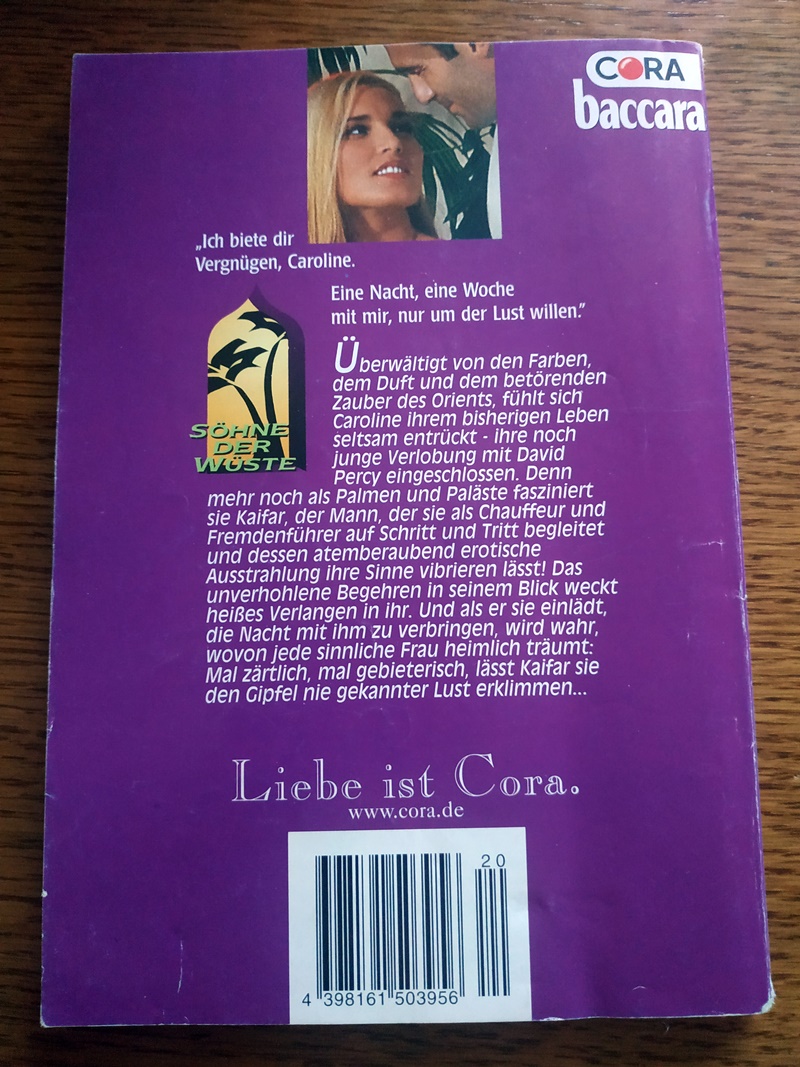 CORA
baccara
„Ich biete dir
Vergnügen, Caroline.
Eine Nacht, eine Woche
mit mir, nur um der Lust willen.”
SÖHNE
DER
WÜSTE
Überwältigt von den Farben,
dem Duft und dem betörenden
Zauber des Orients, fühlt sich
Caroline ihrem bisherigen Leben
seltsam entrückt - ihre noch
junge Verlobung mit David
Percy eingeschlossen. Denn
mehr noch als Palmen und Paläste fasziniert
sie Kaifar, der Mann, der sie als Chauffeur und
Fremdenführer auf Schritt und Tritt begleitet
und dessen atemberaubend erotische
Ausstrahlung ihre Sinne vibrieren lässt! Das
unverhohlene Begehren in seinem Blick weckt
heißes Verlangen in ihr. Und als er sie einlädt,
die Nacht mit ihm zu verbringen, wird wahr,
wovon jede sinnliche Frau heimlich träumt:
Mal zärtlich, mal gebieterisch, lässt Kaifar sie
den Gipfel nie gekannter Lust erklimmen...
Liebe ist Cora.
www.cora.de
20
4 398161 503956